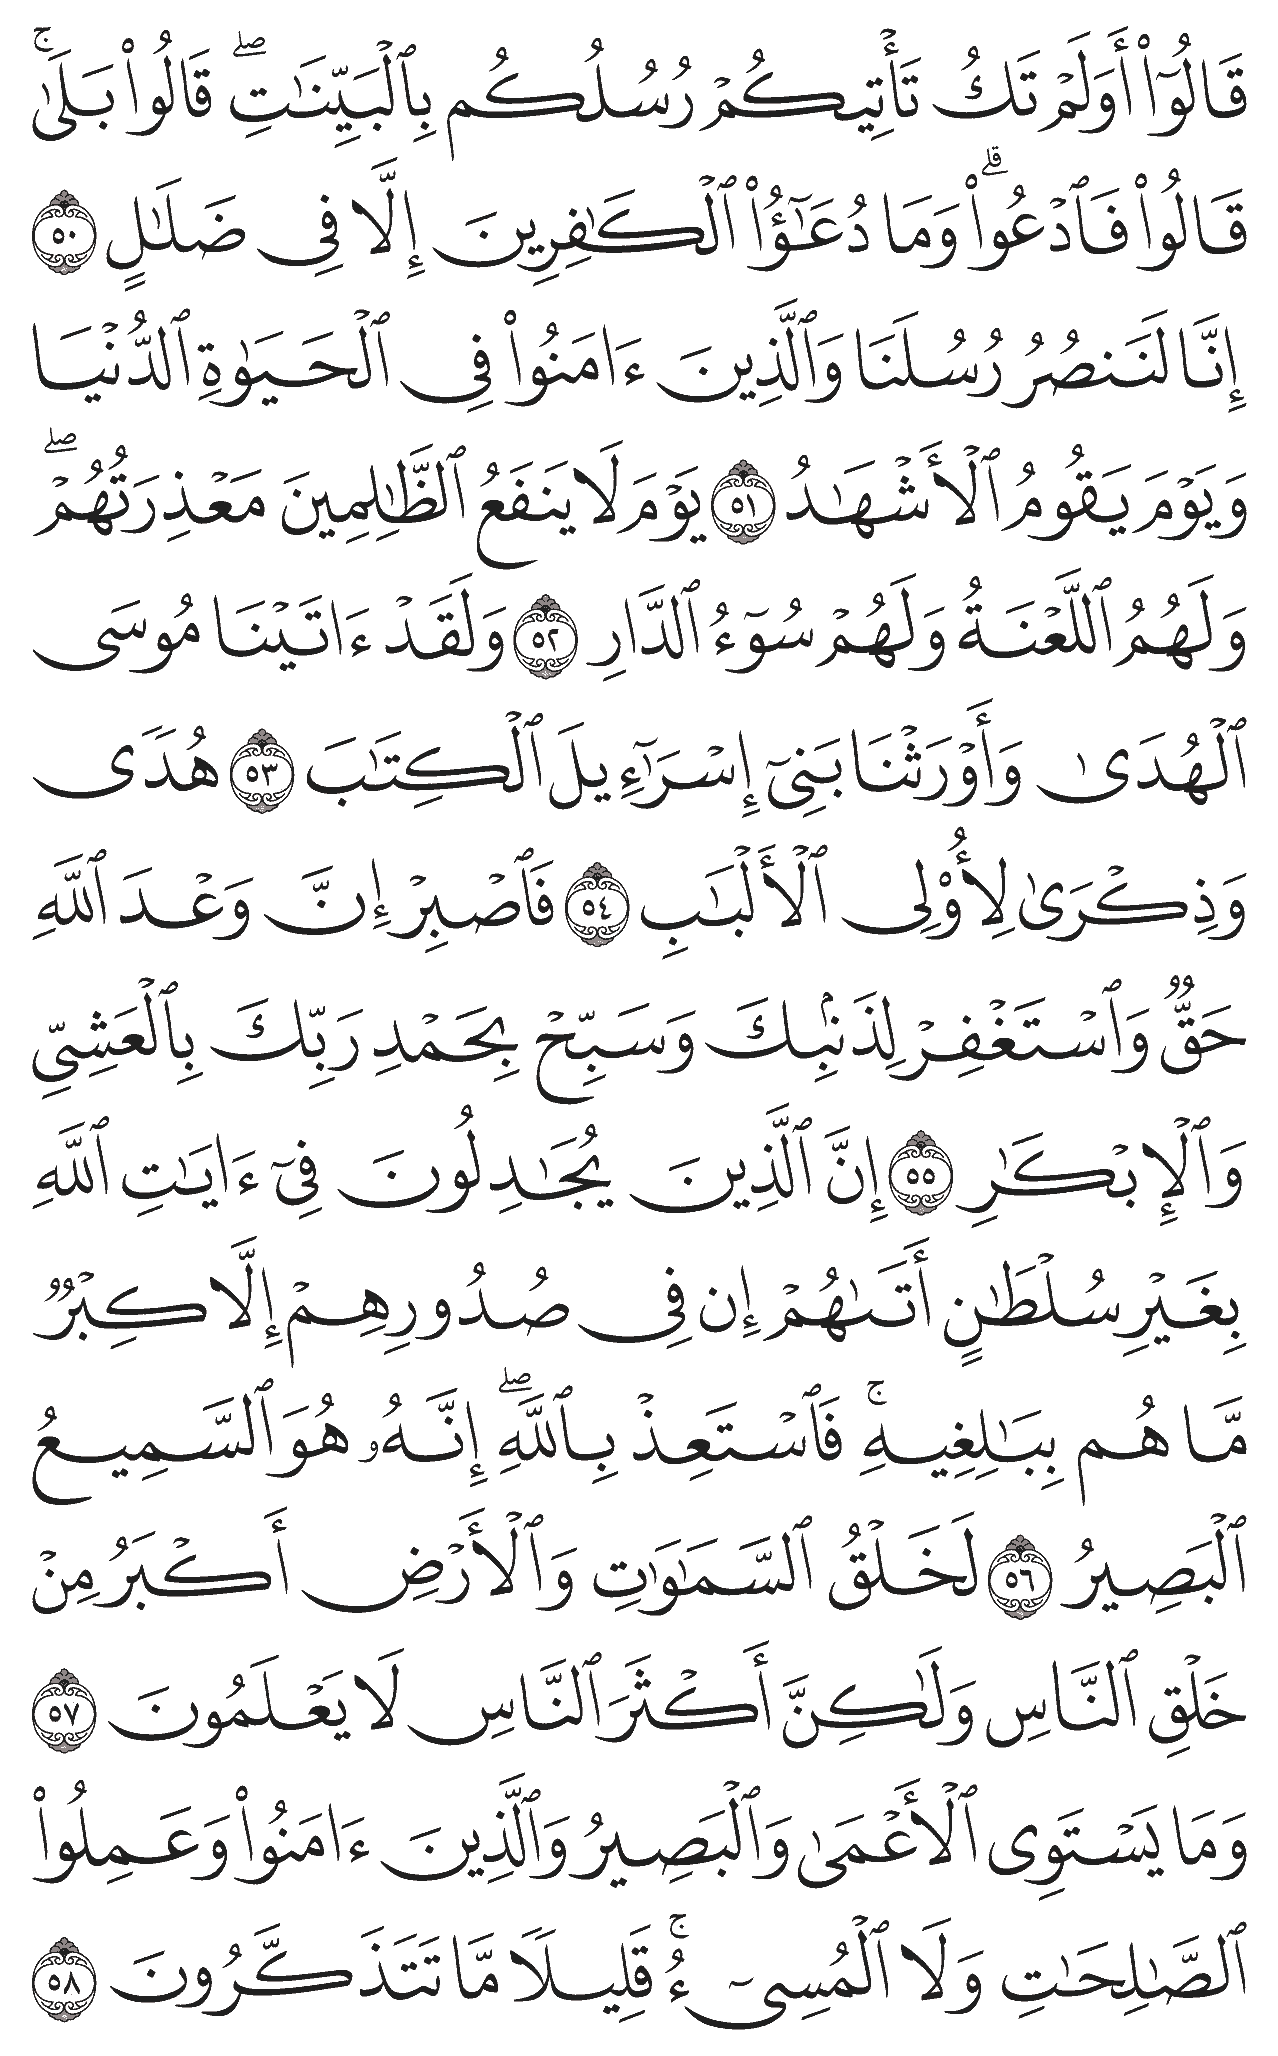 قَالُوٓا۟ أَوَلَمْ تَكُ تَأْتِيكُمْ رُسُلُكُم بِٱلْبَيِّنَـٰتِ ۖ قَالُوا۟ بَلَىٰ ۚ
قَالُوا۟ فَٱدْعُوا۟ ۗ وَمَا دُعَـٰٓؤُا۟ ٱلْكَـٰفِرِينَ إِلَّا فِى ضَلَـٰلٍ ٥٠
إِنَّا لَنَنصُرُ رُسُلَنَا وَٱلَّذِينَ ءَامَنُوا۟ فِى ٱلْحَيَوٰةِ ٱلدُّنْيَا
وَيَوْمَ يَقُومُ ٱلْأَشْهَـٰدُ ٥١ يَوْمَ لَا يَنفَعُ ٱلظَّـٰلِمِينَ مَعْذِرَتُهُمْ ۖ
وَلَهُمُ ٱللَّعْنَةُ وَلَهُمْ سُوٓءُ ٱلدَّارِ ٥٢ وَلَقَدْ ءَاتَيْنَا مُوسَى
ٱلْهُدَىٰ وَأَوْرَثْنَا بَنِىٓ إِسْرَٰٓءِيلَ ٱلْكِتَـٰبَ ٥٣ هُدًى
وَذِكْرَىٰ لِأُو۟لِى ٱلْأَلْبَـٰبِ ٥٤ فَٱصْبِرْ إِنَّ وَعْدَ ٱللَّهِ
حَقٌّ وَٱسْتَغْفِرْ لِذَنۢبِكَ وَسَبِّحْ بِحَمْدِ رَبِّكَ بِٱلْعَشِىِّ
وَٱلْإِبْكَـٰرِ ٥٥ إِنَّ ٱلَّذِينَ يُجَـٰدِلُونَ فِىٓ ءَايَـٰتِ ٱللَّهِ
بِغَيْرِ سُلْطَـٰنٍ أَتَىٰهُمْ إِن فِى صُدُورِهِمْ إِلَّا كِبْرٌ
مَّا هُم بِبَـٰلِغِيهِ ۚ فَٱسْتَعِذْ بِٱللَّهِ ۖ إِنَّهُۥ هُوَ ٱلسَّمِيعُ
ٱلْبَصِيرُ ٥٦ لَخَلْقُ ٱلسَّمَـٰوَٰتِ وَٱلْأَرْضِ أَكْبَرُ مِنْ
خَلْقِ ٱلنَّاسِ وَلَـٰكِنَّ أَكْثَرَ ٱلنَّاسِ لَا يَعْلَمُونَ ٥٧
وَمَا يَسْتَوِى ٱلْأَعْمَىٰ وَٱلْبَصِيرُ وَٱلَّذِينَ ءَامَنُوا۟ وَعَمِلُوا۟
ٱلصَّـٰلِحَـٰتِ وَلَا ٱلْمُسِىٓءُ ۚ قَلِيلًا مَّا تَتَذَكَّرُونَ ٥٨